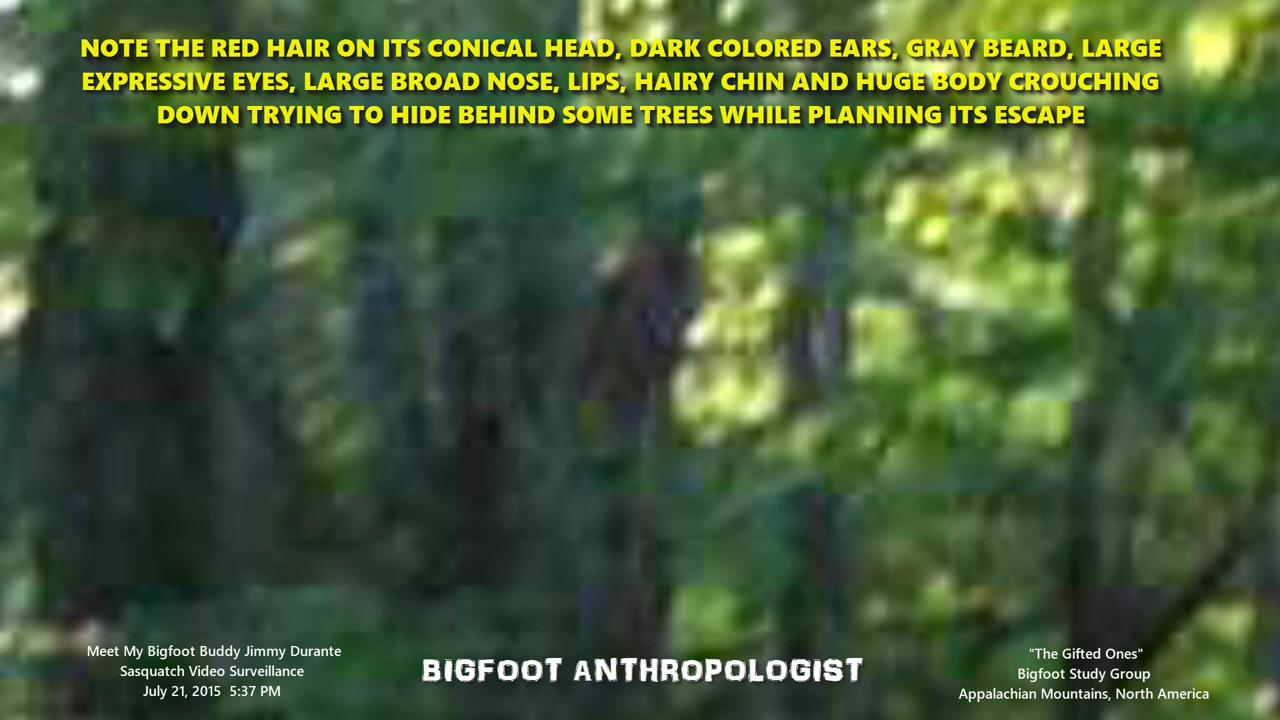 NOTE THE RED HAIR ON ITS CONICAL HEAD, DARK COLORED EARS, GRAY BEARD, LARGE
EXPRESSIVE EYES, LARGE BROAD NOSE, LIPS, HAIRY CHIN AND HUGE BODY CROUCHING
DOWN TRYING TO HIDE BEHIND SOME TREES WHILE PLANNING ITS ESCAPE
Meet My Bigfoot Buddy Jimmy Durante
Sasquatch Video Surveillance
July 21, 2015 5:37 PM
BIGFOOT ANTHROPOLOGIST
"The Gifted Ones"
Bigfoot Study Group
Appalachian Mountains, North America